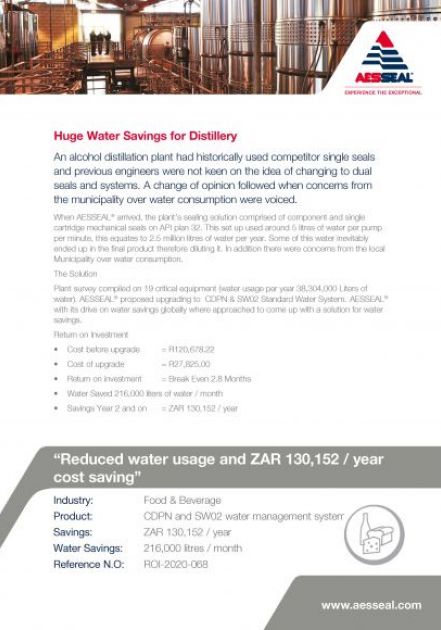 AESSEAL
EXPERIENCE THE EXCEPTIONAL
Huge Water Savings for Distillery
An alcohol distillation plant had historically used competitor single seals
and previous engineers were not keen on the idea of changing to dual
seals and systems. A change of opinion followed when concerns from
the municipality over water consumption were voiced.
When AESSEAL® arrived, the plant's sealing solution comprised of component and single
cartridge mechanical seals on API plan 32. This set up used around 5 litres of water per pump
per minute, this equates to 2.5 million litres of water per year. Some of this water inevitably
ended up in the final product therefore diluting it. In addition there were concerns from the local
Municipality over water consumption.
The Solution
Plant survey compiled on 19 critical equipment (water usage per year 38,304,000 Liters of
water). AESSEAL® proposed upgrading to CDPN & SW02 Standard Water System. AESSEAL®
with its drive on water savings globally where approached to come up with a solution for water
savings.
Return on Investment
• Cost before upgrade = R120,678.22
• Cost of upgrade = R27,825.00
• Return on investment = Break Even 2.8 Months
• Water Saved 216,000 liters of water / month
• Savings Year 2 and on = ZAR 130,152 / year
“Reduced water usage and ZAR 130,152 / year
cost saving”
Industry: Food & Beverage
Product: CDPN and SW02 water management system
Savings: ZAR 130,152 / year
Water Savings: 216,000 litres / month
Reference N.O: ROI-2020-068
www.aesseal.com